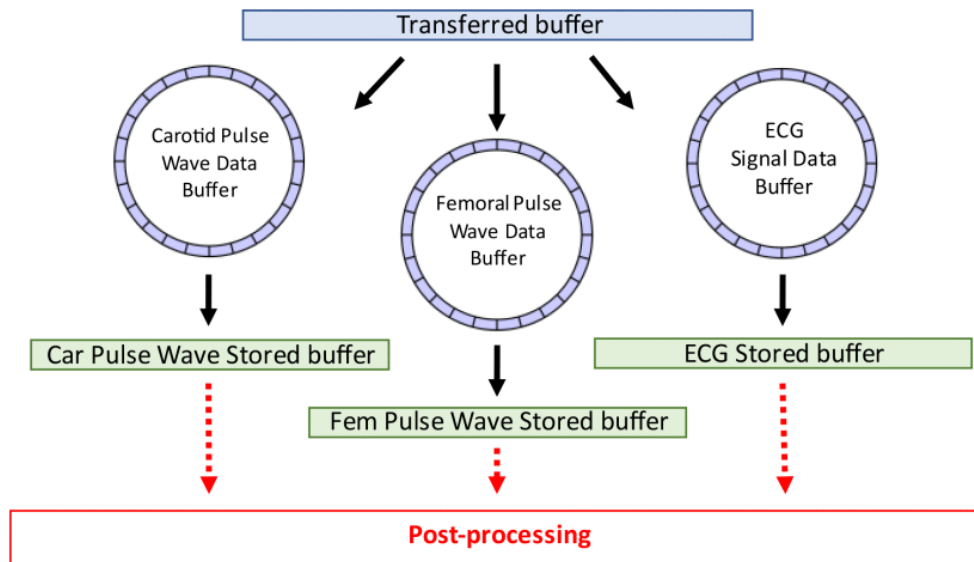 Transferred buffer
Carotid Pulse
Wave Data
Buffer
Femoral Pulse
Wave Data
Buffer
ECG
Signal Data
Buffer
Car Pulse Wave Stored buffer
Fem Pulse Wave Stored buffer
ECG Stored buffer
Post-processing